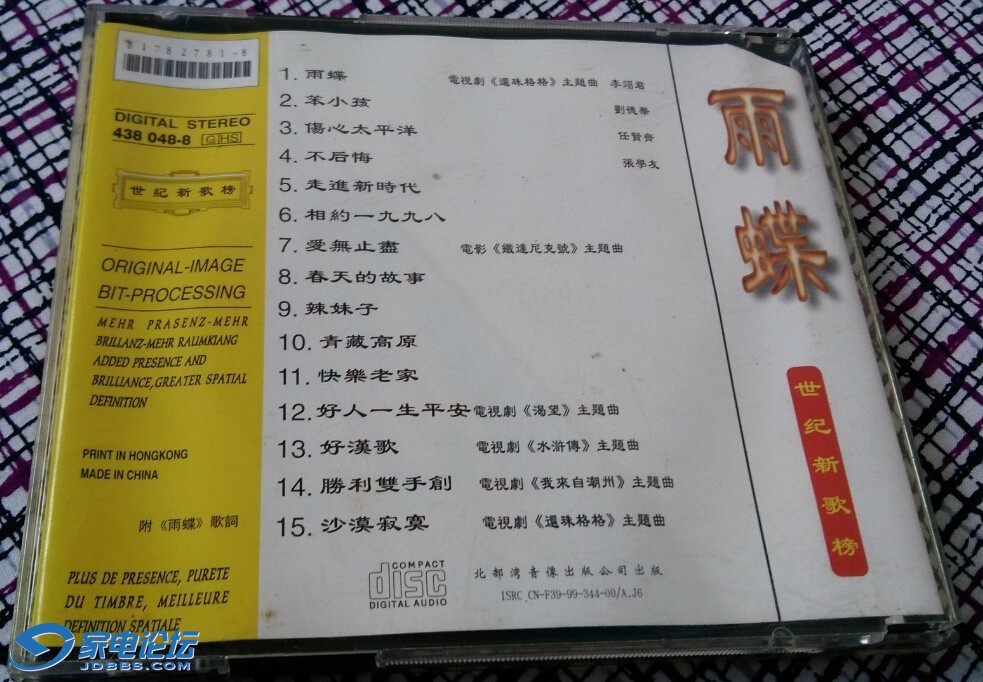 81782781-8
DIGITAL STEREO
438 048-8 GHS
世紀新歌榜
ORIGINAL-IMAGE
BIT-PROCESSING
MEHR PRASENZ-MEHR
BRILLANZ-MEHR RAUMKIANG
ADDED PRESENCE AND
BRILLIANCE,GREATER SPATIAL
DEFINITION
PRINT IN HONGKONG
MADE IN CHINA
附《雨蝶》歌詞
PLUS DE PRESENCE, PURETE
DU TIMBRE, MEILLEURE
DEFINITION SPATIALE
1. 雨蝶 電視劇《還珠格格》主題曲 李翊君
2. 笨小孩 劉德華
3. 傷心太平洋 任賢齊
4. 不后悔 張學友
5. 走進新時代
6. 相約一九九八
7. 愛無止盡 電影《鐵達尼克號》主題曲
8. 春天的故事
9. 辣妹子
10. 青藏高原
11. 快樂老家
12. 好人一生平安 電視劇《渴望》主題曲
13. 好漢歌 電視劇《水滸傳》主題曲
14. 勝利雙手創 電視劇《我來自潮州》主題曲
15. 沙漠寂寞 電視劇《還珠格格》主題曲
COMPACT
disc
DIGITAL AUDIO
北部湾音像出版公司出版
ISRC CN-F39-99-344-00/A.J6
雨蝶
世紀新歌榜
家电论坛
JDBBS.COM